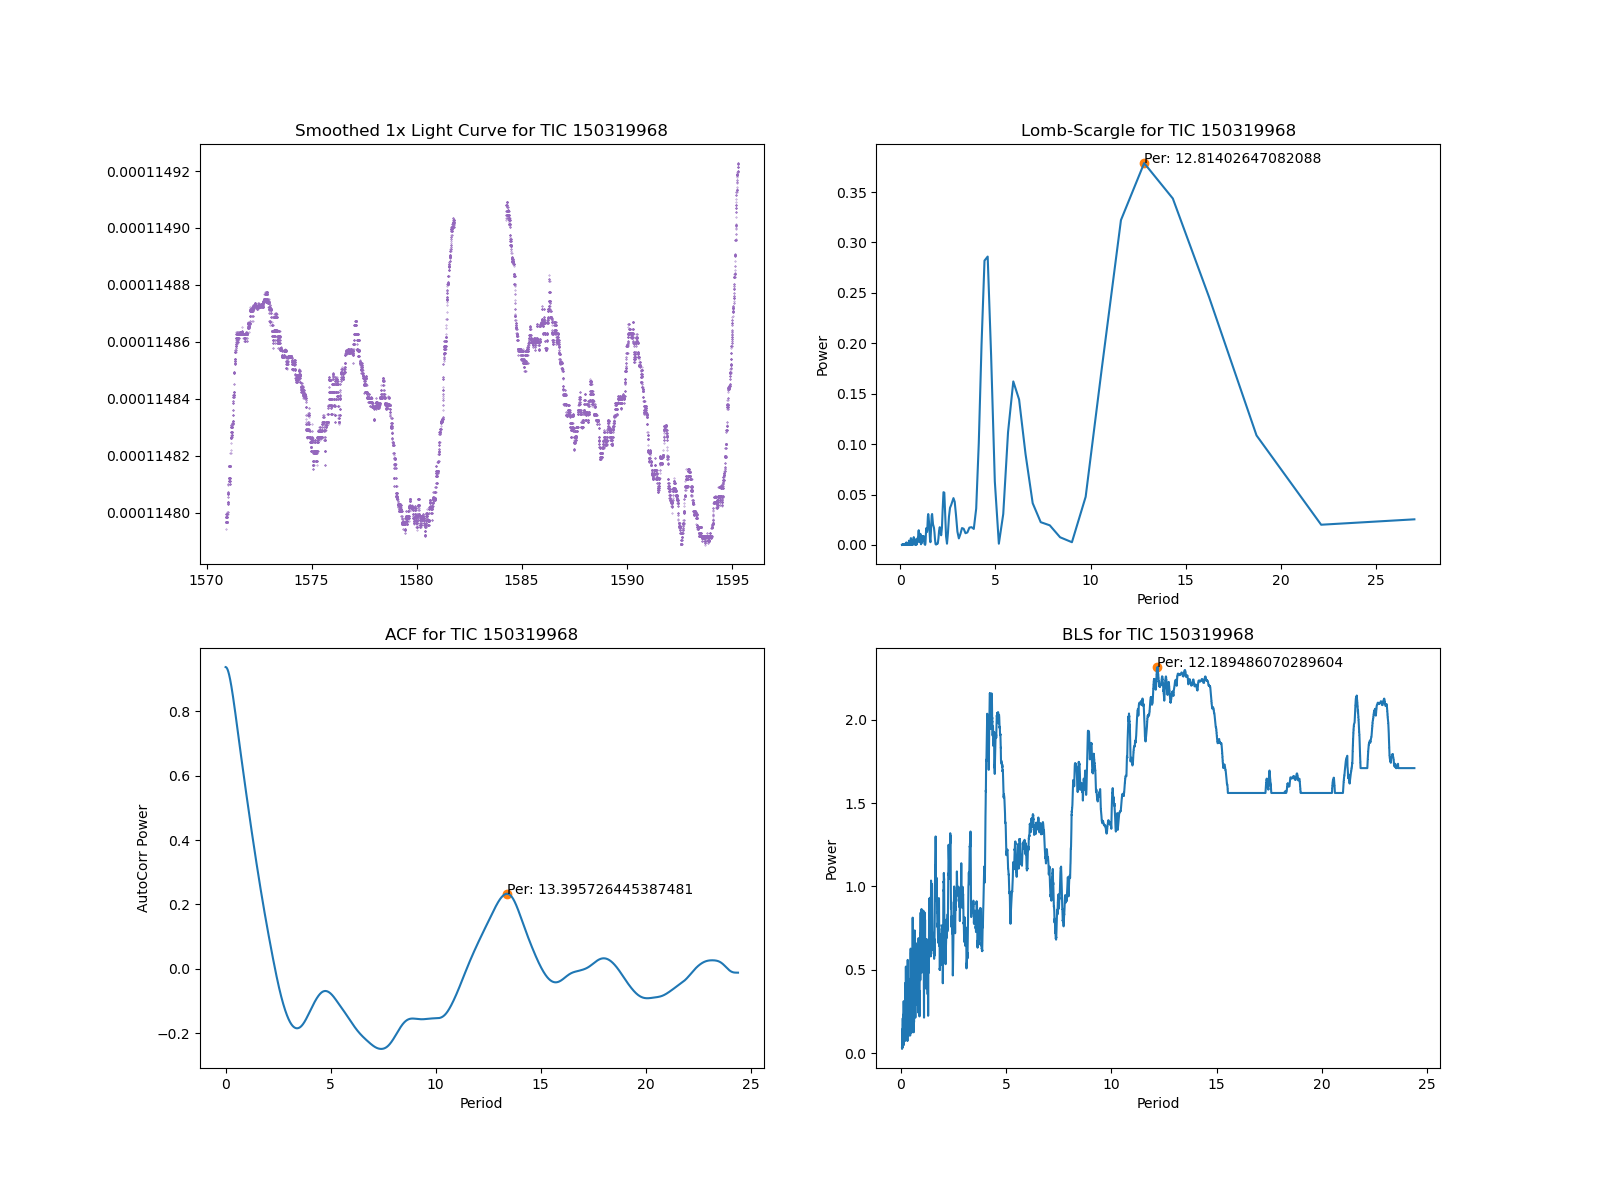 Smoothed 1x Light Curve for TIC 150319968
0.00011492
0.00011490
0.00011488
0.00011486
0.00011484
0.00011482
0.00011480
1570 1575 1580 1585 1590 1595
Lomb-Scargle for TIC 150319968
Per: 12.81402647082088
Power
0.35
0.30
0.25
0.20
0.15
0.10
0.05
0.00
0 5 10 15 20 25
Period
ACF for TIC 150319968
Per: 13.395726445387481
AutoCorr Power
0.8
0.6
0.4
0.2
0.0
−0.2
0 5 10 15 20 25
Period
BLS for TIC 150319968
Per: 12.189486070289604
Power
2.0
1.5
1.0
0.5
0.0
0 5 10 15 20 25
Period